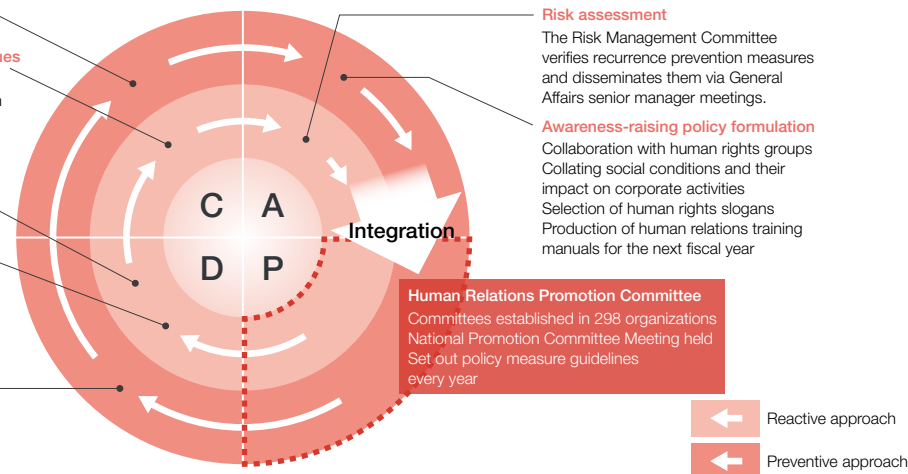 Risk assessment
The Risk Management Committee
verifies recurrence prevention measures
and disseminates them via General
Affairs senior manager meetings.
Awareness-raising policy formulation
Collaboration with human rights groups
Collating social conditions and their
impact on corporate activities
Selection of human rights slogans
Production of human relations training
manuals for the next fiscal year
C A
D P
Integration
Human Relations Promotion Committee
Committees established in 298 organizations
National Promotion Committee Meeting held
Set out policy measure guidelines
every year
Reactive approach
Preventive approach